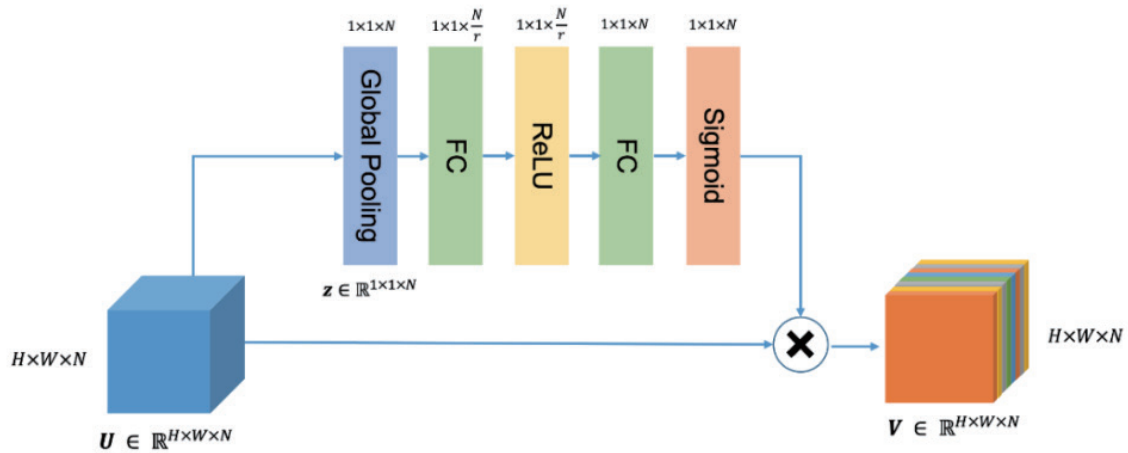 1×1×N
1×1×N/r
1×1×N/r
1×1×N
1×1×N
Global Pooling
FC
ReLU
FC
Sigmoid
z ∈ ℝ^{1×1×N}
H×W×N
H×W×N
U ∈ ℝ^{H×W×N}
V ∈ ℝ^{H×W×N}